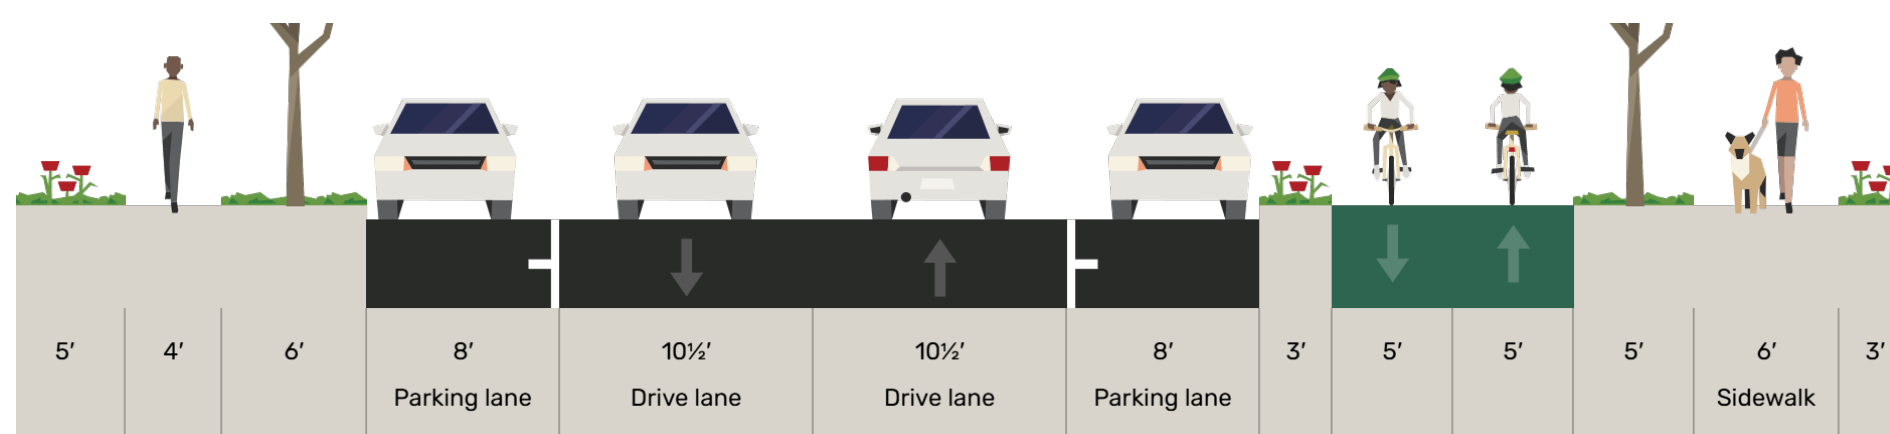 5′ 4′ 6′ 8′ 10½′ 10½′ 8′ 3′ 5′ 5′ 5′ 6′ 3′
Parking lane Drive lane Drive lane Parking lane Sidewalk